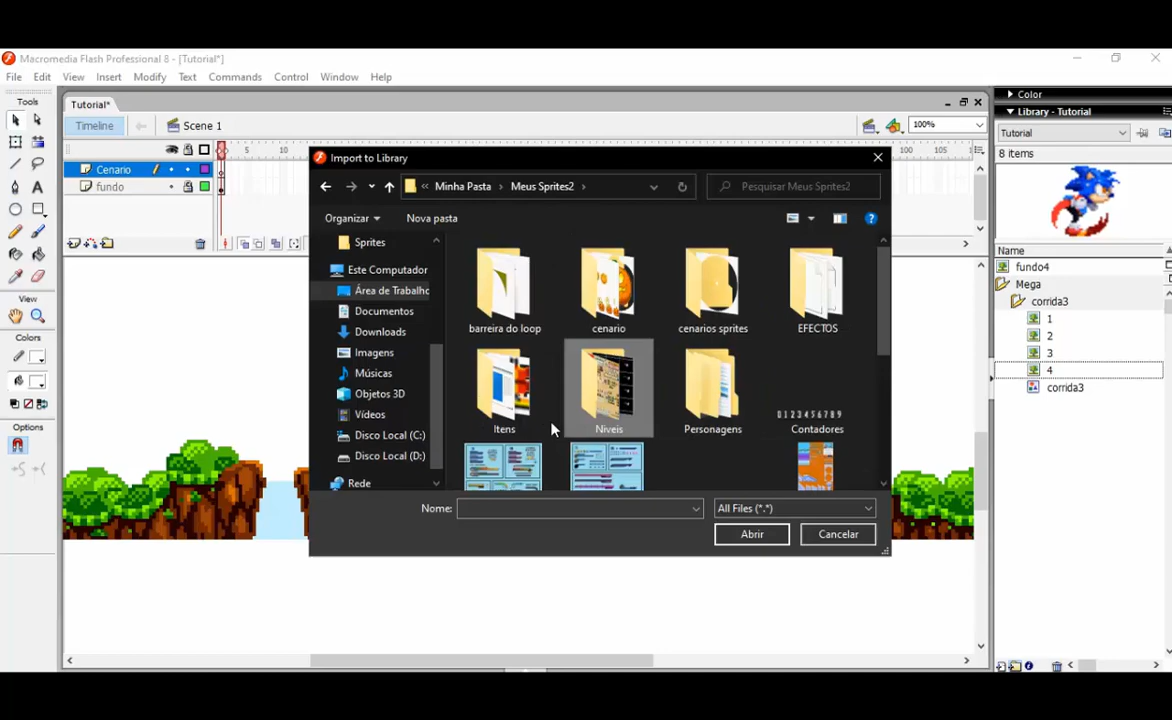 Macromedia Flash Professional 8 - [Tutorial*]
File Edit View Insert Modify Text Commands Control Window Help
Tools
View
Colors
Options
Tutorial*
Timeline
Scene 1
100%
5
100
105
Cenario
fundo
Import to Library
Minha Pasta
Meus Sprites2
Pesquisar Meus Sprites2
Organizar
Nova pasta
Sprites
Este Computador
Área de Trabalho
Documentos
Downloads
Imagens
Músicas
Objetos 3D
Vídeos
Disco Local (C:)
Disco Local (D:)
Rede
barreira do loop
cenario
cenarios sprites
EFECTOS
Itens
Niveis
Personagens
0123456789
Contadores
Nome:
All Files (*.*)
Abrir
Cancelar
Color
Library - Tutorial
Tutorial
8 items
Name
fundo4
Mega
corrida3
1
2
3
4
corrida3